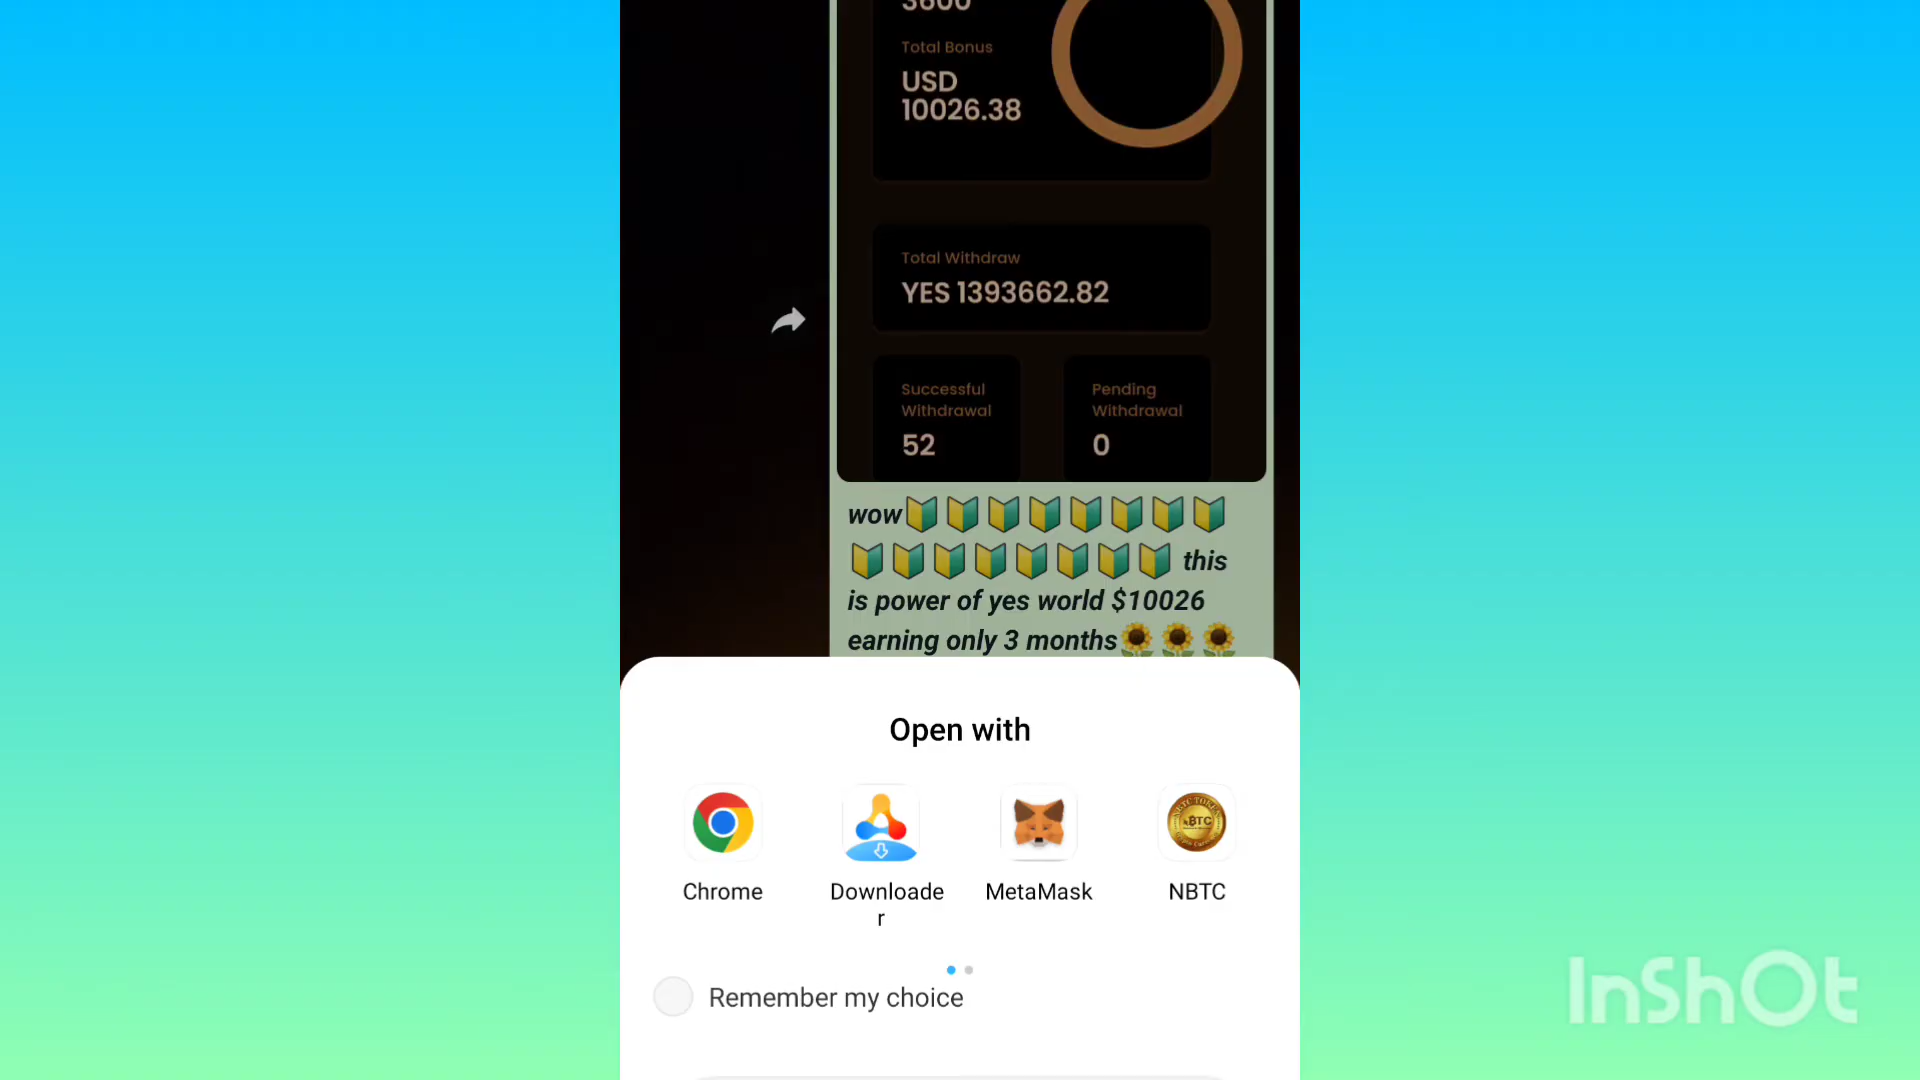 3600
Total Bonus
USD
10026.38
Total Withdraw
YES 1393662.82
Successful
Withdrawal
52
Pending
Withdrawal
0
wow🔰🔰🔰🔰🔰🔰🔰🔰
🔰🔰🔰🔰🔰🔰🔰🔰 this
is power of yes world $10026
earning only 3 months🌻🌻🌻
Open with
Chrome
Downloade
r
MetaMask
NBTC
Remember my choice
InShOt